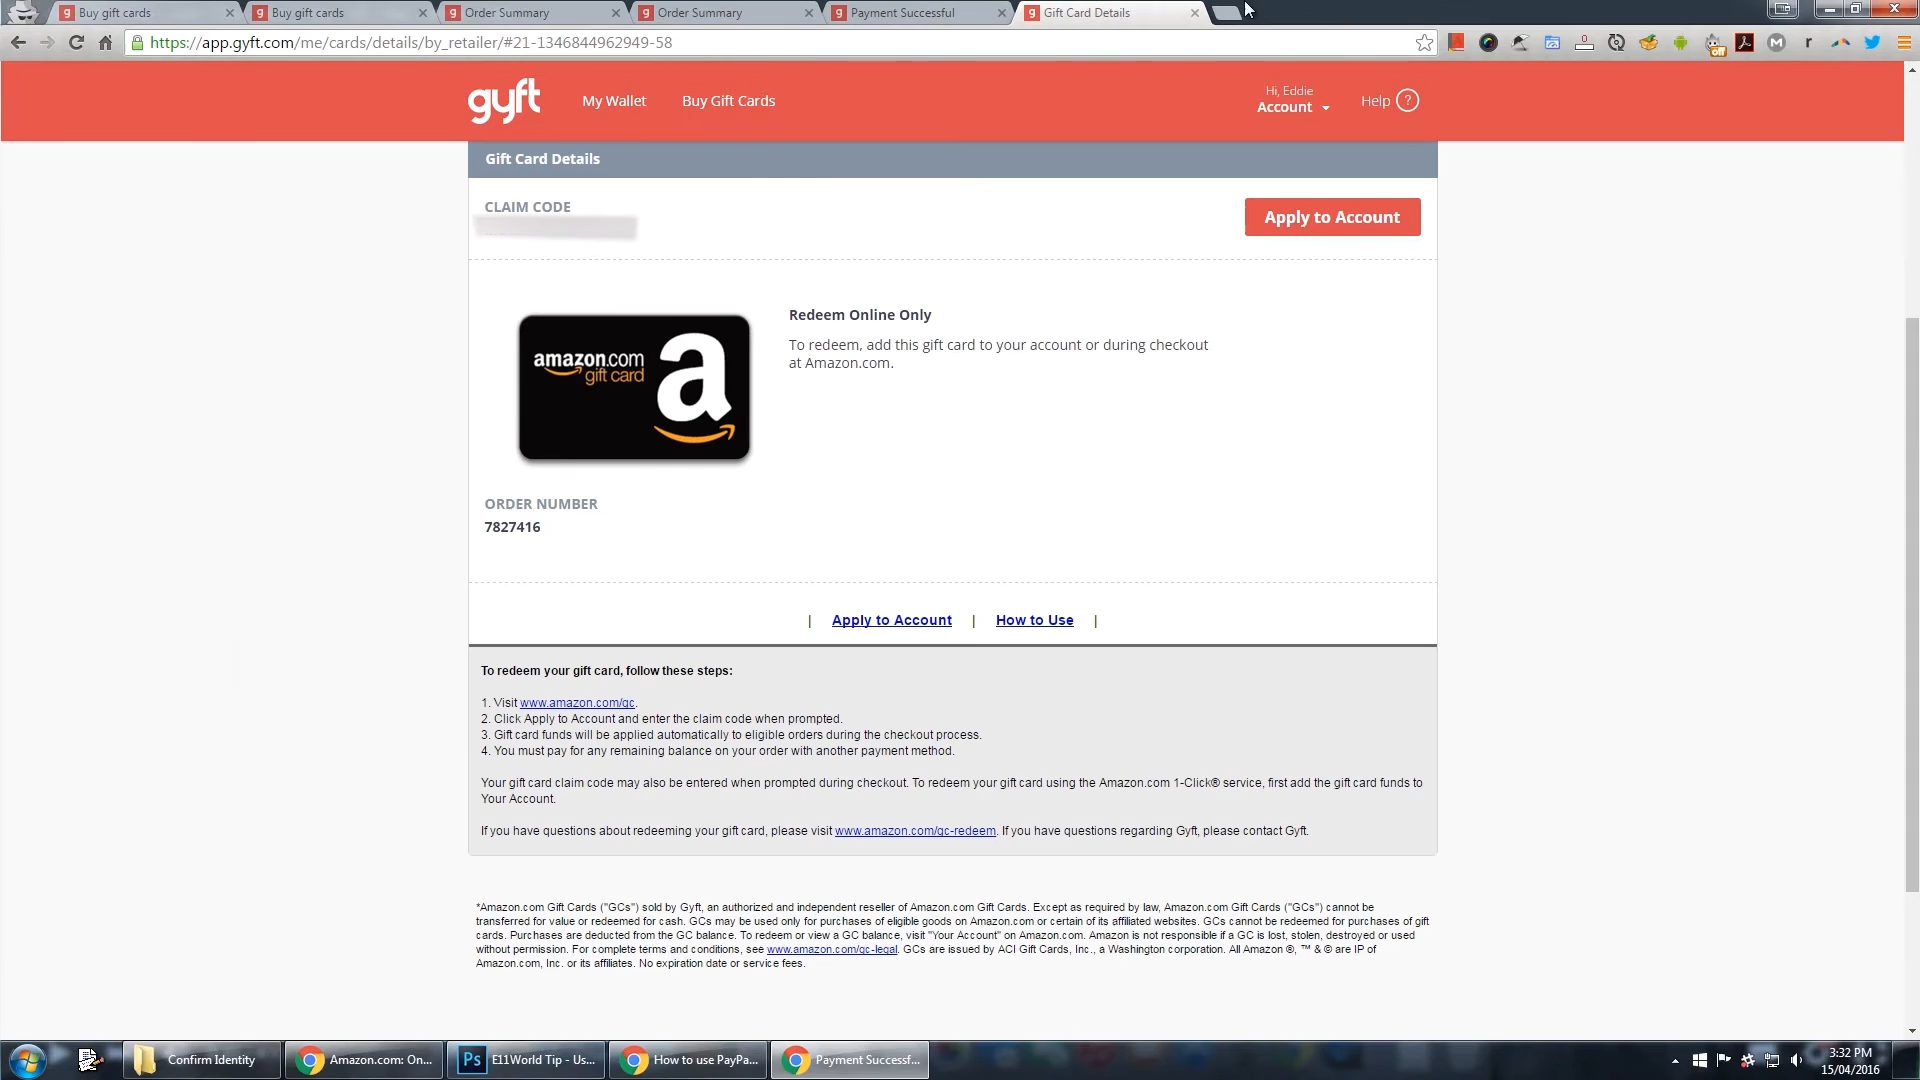 Buy gift cards
Buy gift cards
Order Summary
Order Summary
Payment Successful
Gift Card Details
https://app.gyft.com/me/cards/details/by_retailer/#21-1346844962949-58
gyft
My Wallet
Buy Gift Cards
Hi, Eddie
Account
Help ?
Gift Card Details
CLAIM CODE
Apply to Account
amazon.com
gift card
a
Redeem Online Only
To redeem, add this gift card to your account or during checkout
at Amazon.com.
ORDER NUMBER
7827416
| Apply to Account | How to Use |
To redeem your gift card, follow these steps:
1. Visit www.amazon.com/gc.
2. Click Apply to Account and enter the claim code when prompted.
3. Gift card funds will be applied automatically to eligible orders during the checkout process.
4. You must pay for any remaining balance on your order with another payment method.
Your gift card claim code may also be entered when prompted during checkout. To redeem your gift card using the Amazon.com 1-Click® service, first add the gift card funds to
Your Account.
If you have questions about redeeming your gift card, please visit www.amazon.com/gc-redeem. If you have questions regarding Gyft, please contact Gyft.
*Amazon.com Gift Cards ("GCs") sold by Gyft, an authorized and independent reseller of Amazon.com Gift Cards. Except as required by law, Amazon.com Gift Cards ("GCs") cannot be
transferred for value or redeemed for cash. GCs may be used only for purchases of eligible goods on Amazon.com or certain of its affiliated websites. GCs cannot be redeemed for purchases of gift
cards. Purchases are deducted from the GC balance. To redeem or view a GC balance, visit "Your Account" on Amazon.com. Amazon is not responsible if a GC is lost, stolen, destroyed or used
without permission. For complete terms and conditions, see www.amazon.com/gc-legal. GCs are issued by ACI Gift Cards, Inc., a Washington corporation. All Amazon ®, ™ & © are IP of
Amazon.com, Inc. or its affiliates. No expiration date or service fees.
Confirm Identity
Amazon.com: On...
Ps
E11World Tip - Us...
How to use PayPa...
Payment Successf...
3:32 PM
15/04/2016